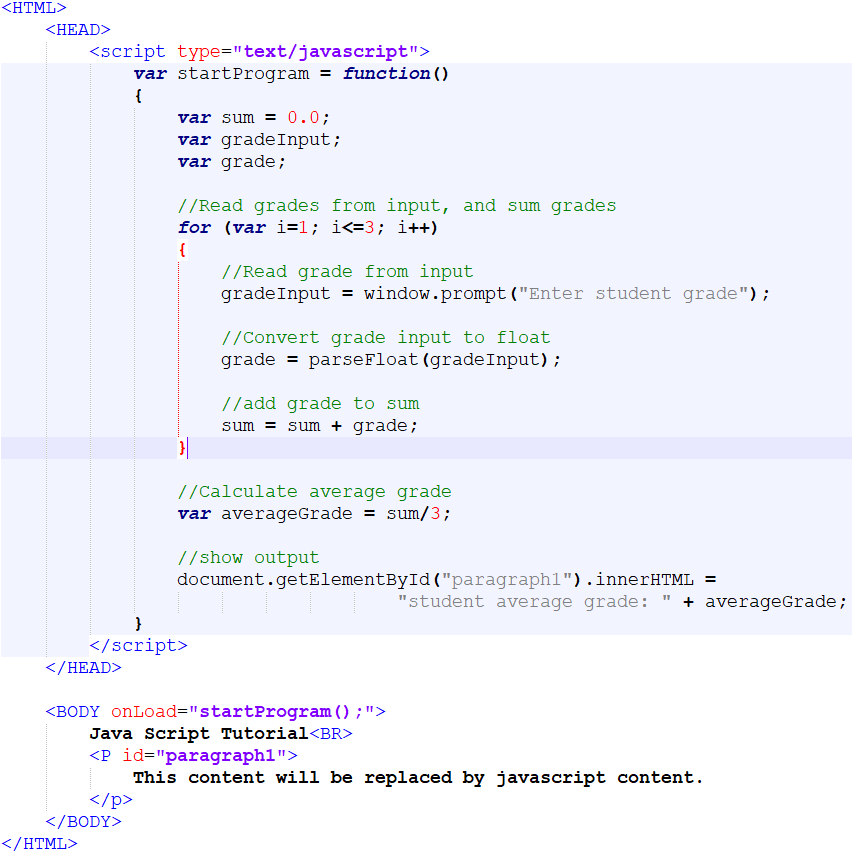 <HTML>
<HEAD>
<script type="text/javascript">
var startProgram = function()
{
var sum = 0.0;
var gradeInput;
var grade;
//Read grades from input, and sum grades
for (var i=1; i<=3; i++)
{
//Read grade from input
gradeInput = window.prompt("Enter student grade");
//Convert grade input to float
grade = parseFloat(gradeInput);
//add grade to sum
sum = sum + grade;
}
//Calculate average grade
var averageGrade = sum/3;
//show output
document.getElementById("paragraph1").innerHTML =
"student average grade: " + averageGrade;
}
</script>
</HEAD>
<BODY onLoad="startProgram();">
Java Script Tutorial<BR>
<P id="paragraph1">
This content will be replaced by javascript content.
</p>
</BODY>
</HTML>